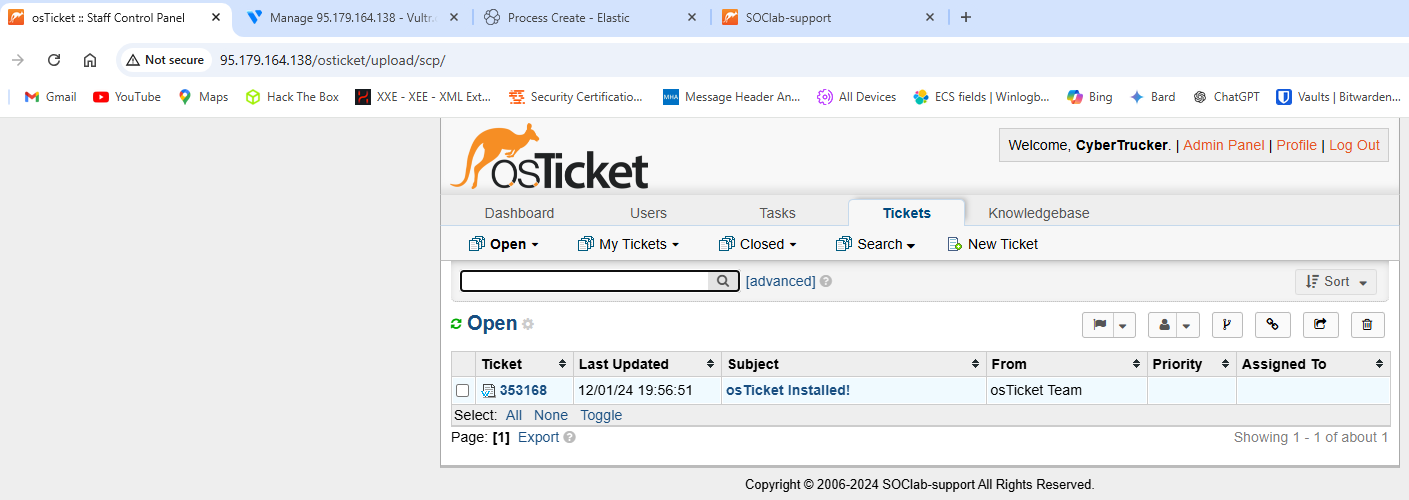 osTicket :: Staff Control Panel
Manage 95.179.164.138 - Vultr.
Process Create - Elastic
SOClab-support
Not secure
95.179.164.138/osticket/upload/scp/
Gmail
YouTube
Maps
Hack The Box
XXE - XEE - XML Ext...
Security Certificatio...
MHA
Message Header An...
All Devices
ECS fields | Winlogb...
Bing
Bard
ChatGPT
Vaults | Bitwarden...
osTicket
Welcome, CyberTrucker. | Admin Panel | Profile | Log Out
Dashboard
Users
Tasks
Tickets
Knowledgebase
Open
My Tickets
Closed
Search
New Ticket
[advanced]
Sort
Open
Ticket
Last Updated
Subject
From
Priority
Assigned To
353168
12/01/24 19:56:51
osTicket Installed!
osTicket Team
Select: All None Toggle
Page: [1] Export
Showing 1 - 1 of about 1
Copyright © 2006-2024 SOClab-support All Rights Reserved.